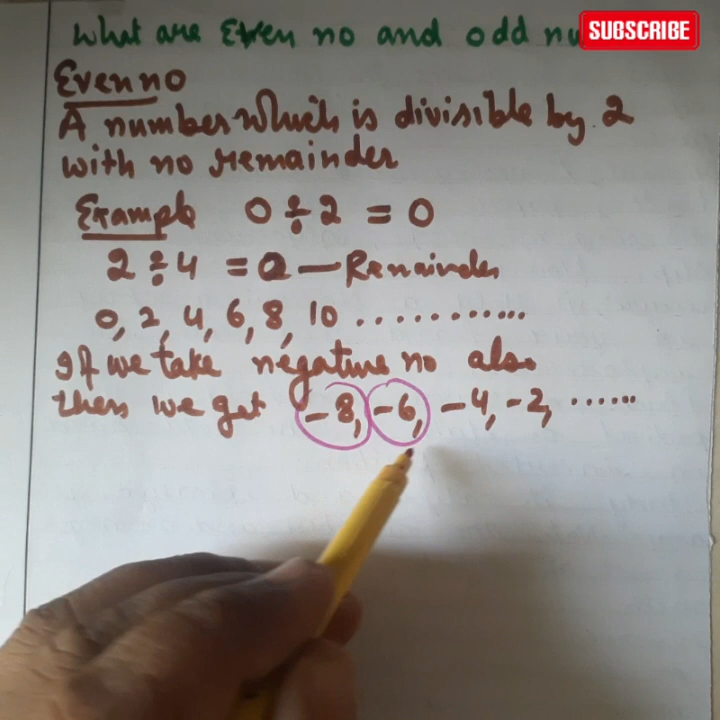 What are Even no and odd nu
SUBSCRIBE
Even no
A number which is divisible by 2
with no remainder
Example 0 ÷ 2 = 0
2 ÷ 4 = 0 — Remainder
0, 2, 4, 6, 8, 10 ............
If we take negative no also
then we get -8, -6, -4, -2, ......